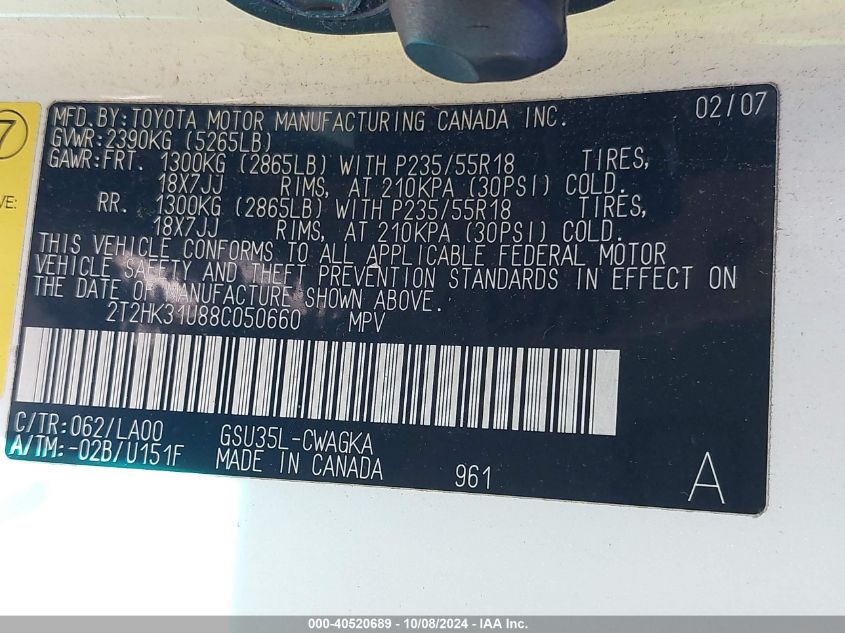 7
VE:
MFD. BY: TOYOTA MOTOR MANUFACTURING CANADA INC. 02/07
GVWR: 2390KG (5265LB)
GAWR: FRT. 1300KG (2865LB) WITH P235/55R18 TIRES,
18X7JJ RIMS, AT 210KPA (30PSI) COLD.
RR. 1300KG (2865LB) WITH P235/55R18 TIRES,
18X7JJ RIMS, AT 210KPA (30PSI) COLD.
THIS VEHICLE CONFORMS TO ALL APPLICABLE FEDERAL MOTOR
VEHICLE SAFETY AND THEFT PREVENTION STANDARDS IN EFFECT ON
THE DATE OF MANUFACTURE SHOWN ABOVE.
2T2HK31U88C050660 MPV
C/TR: 062/LA00 GSU35L-CWAGKA
A/TM:-02B/U151F MADE IN CANADA 961 A
000-40520689 - 10/08/2024 - IAA Inc.